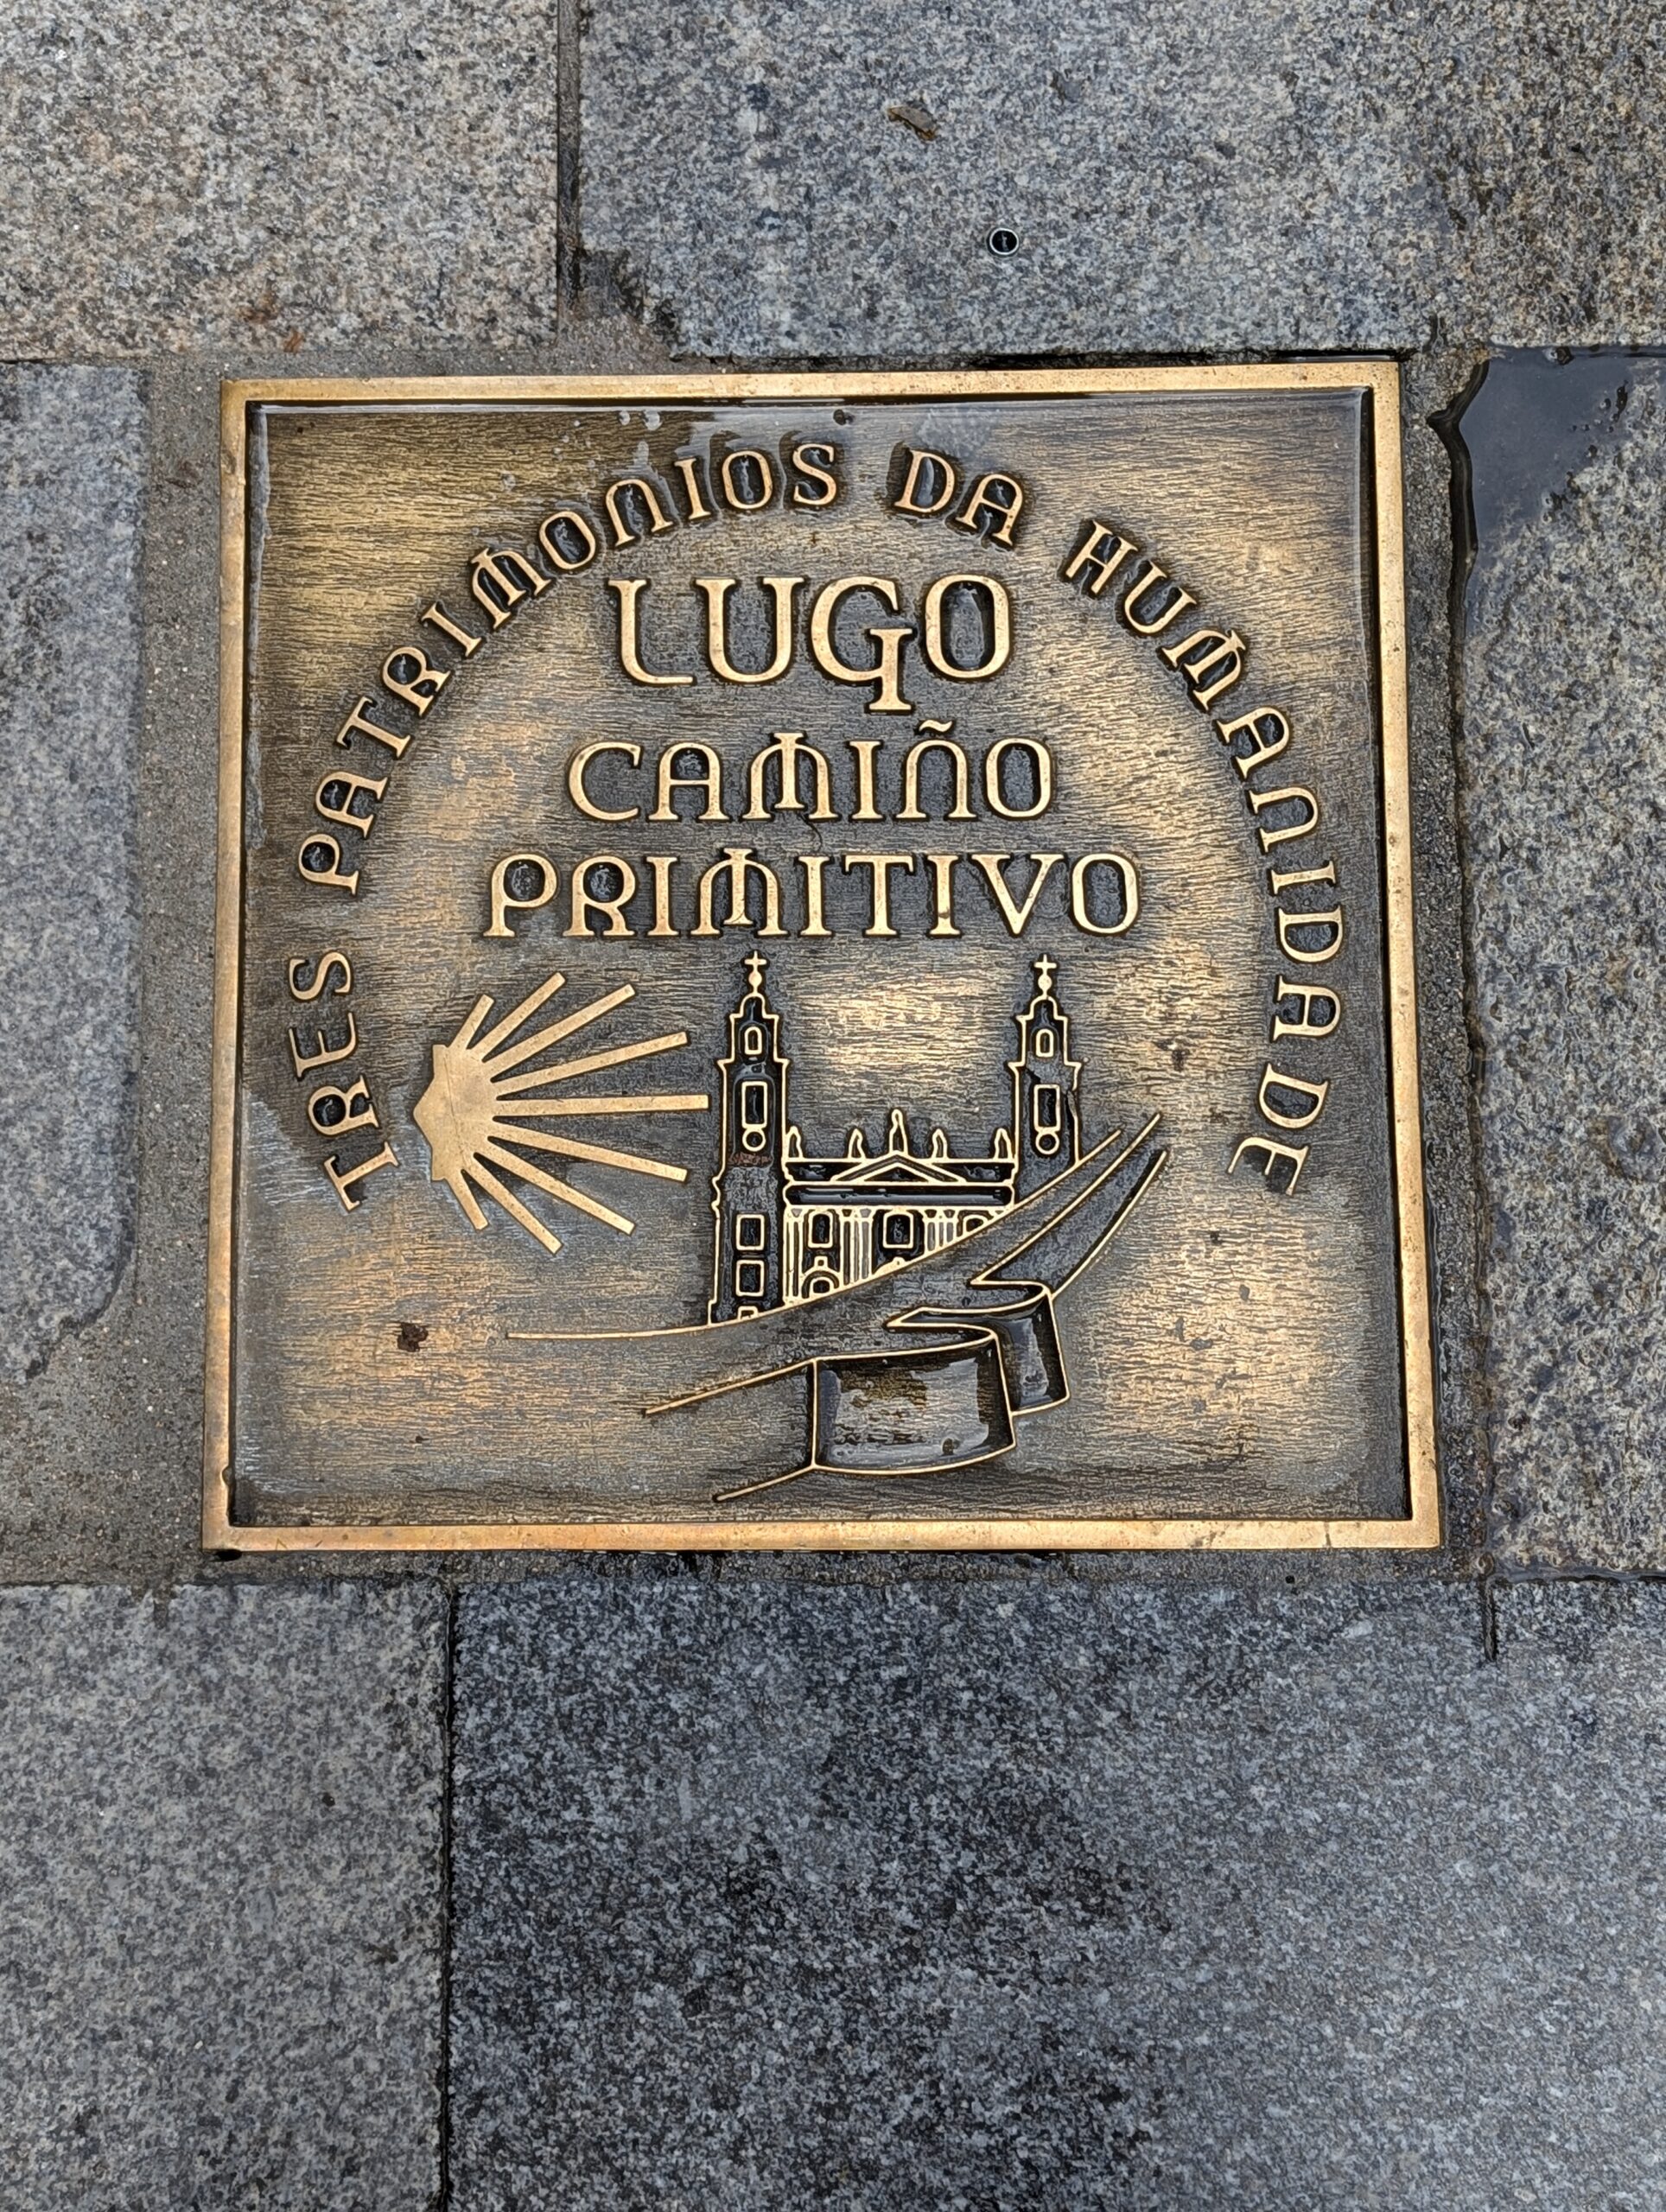 TRES PATRIMONIOS DA HUMANIDADE
LUGO
CAMIÑO
PRIMITIVO